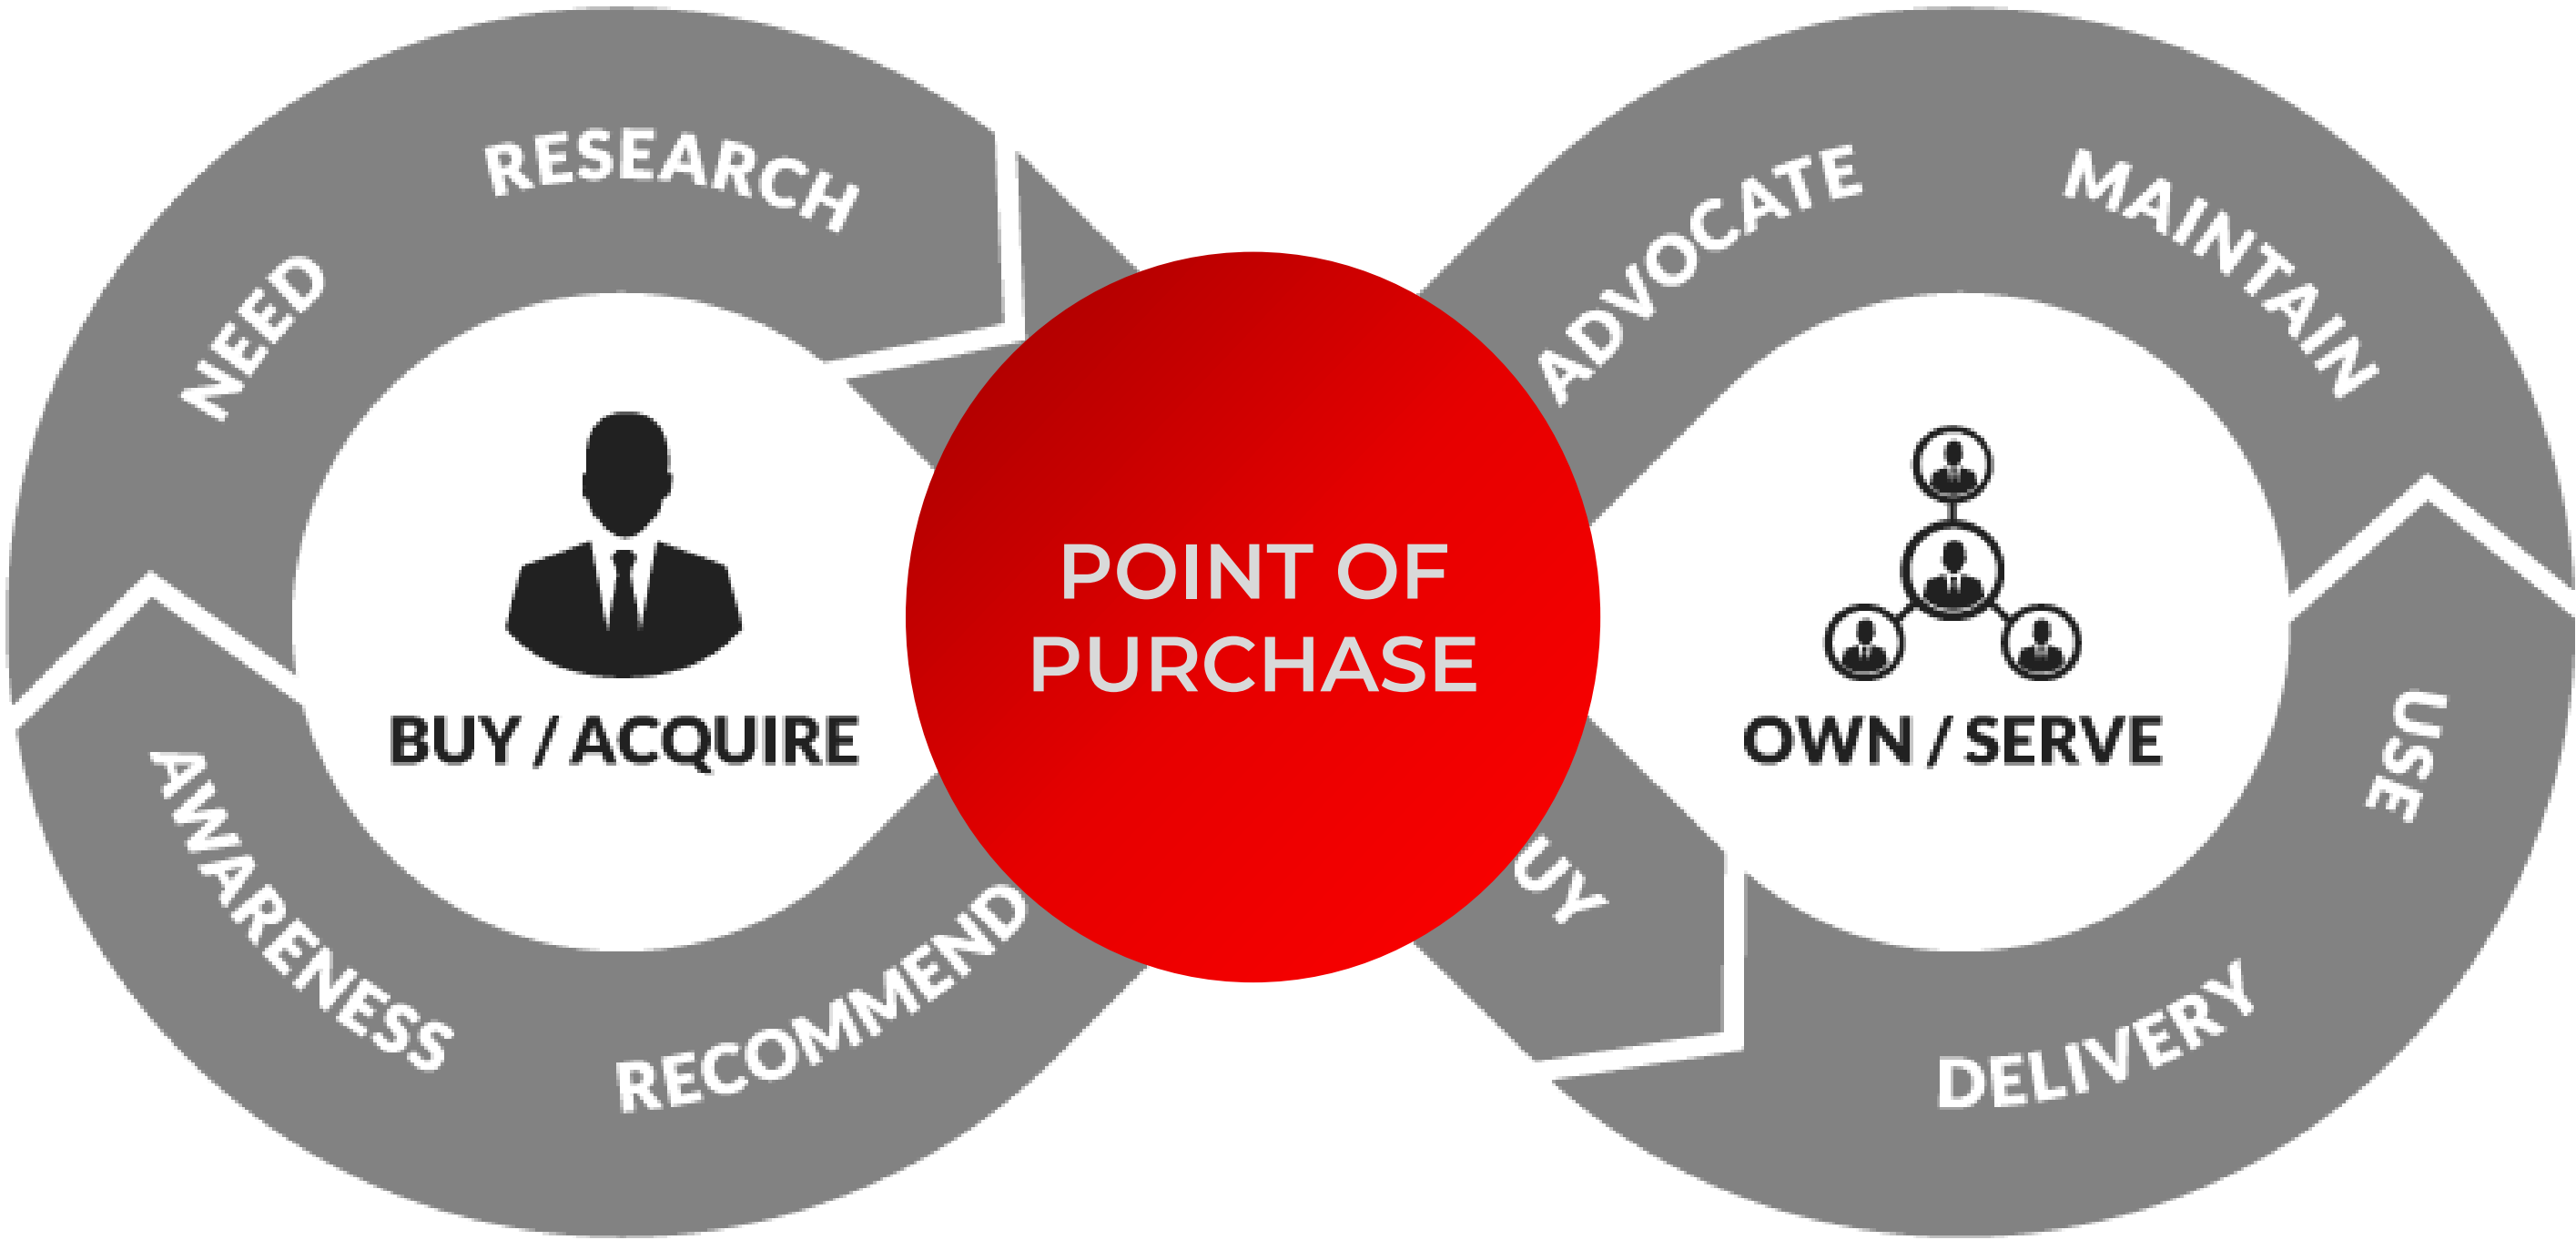 RESEARCH
NEED
AWARENESS
RECOMMEND
BUY / ACQUIRE
POINT OF
PURCHASE
ADVOCATE
MAINTAIN
USE
DELIVERY
UY
OWN / SERVE